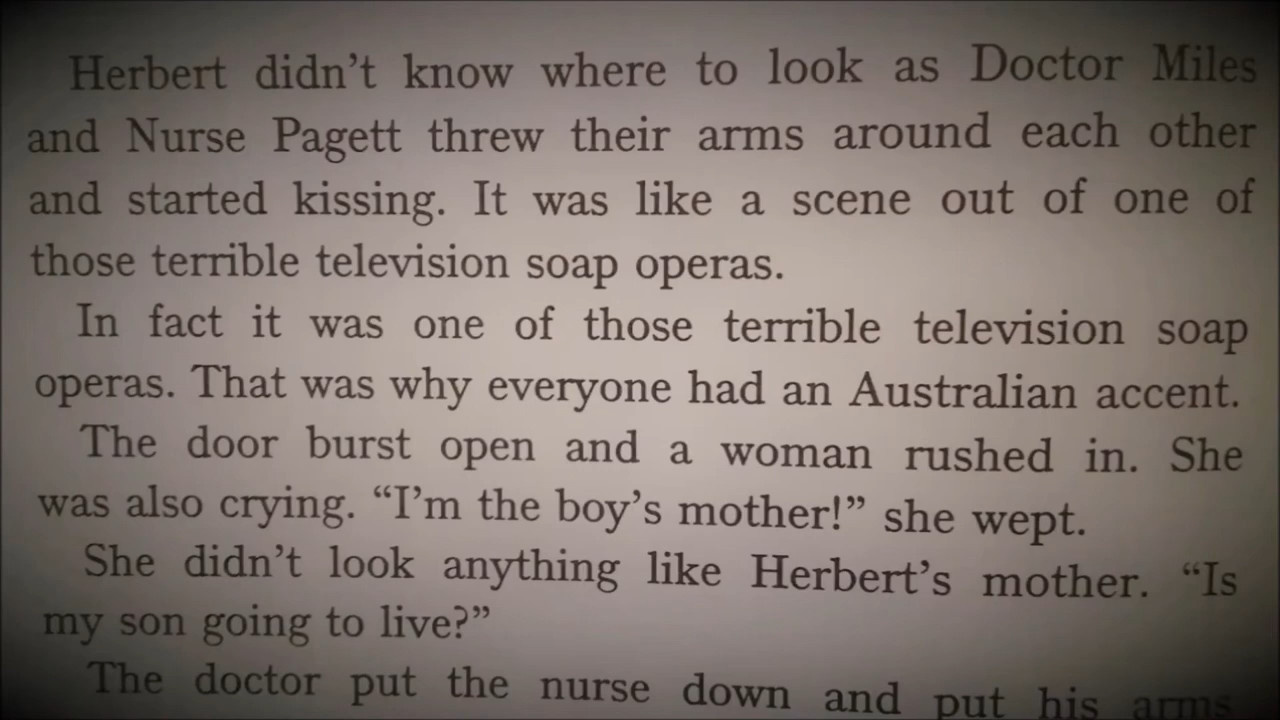 Herbert didn’t know where to look as Doctor Miles
and Nurse Pagett threw their arms around each other
and started kissing. It was like a scene out of one of
those terrible television soap operas.
In fact it was one of those terrible television soap
operas. That was why everyone had an Australian accent.
The door burst open and a woman rushed in. She
was also crying. “I’m the boy’s mother!” she wept.
She didn’t look anything like Herbert’s mother. “Is
my son going to live?”
The doctor put the nurse down and put his arms